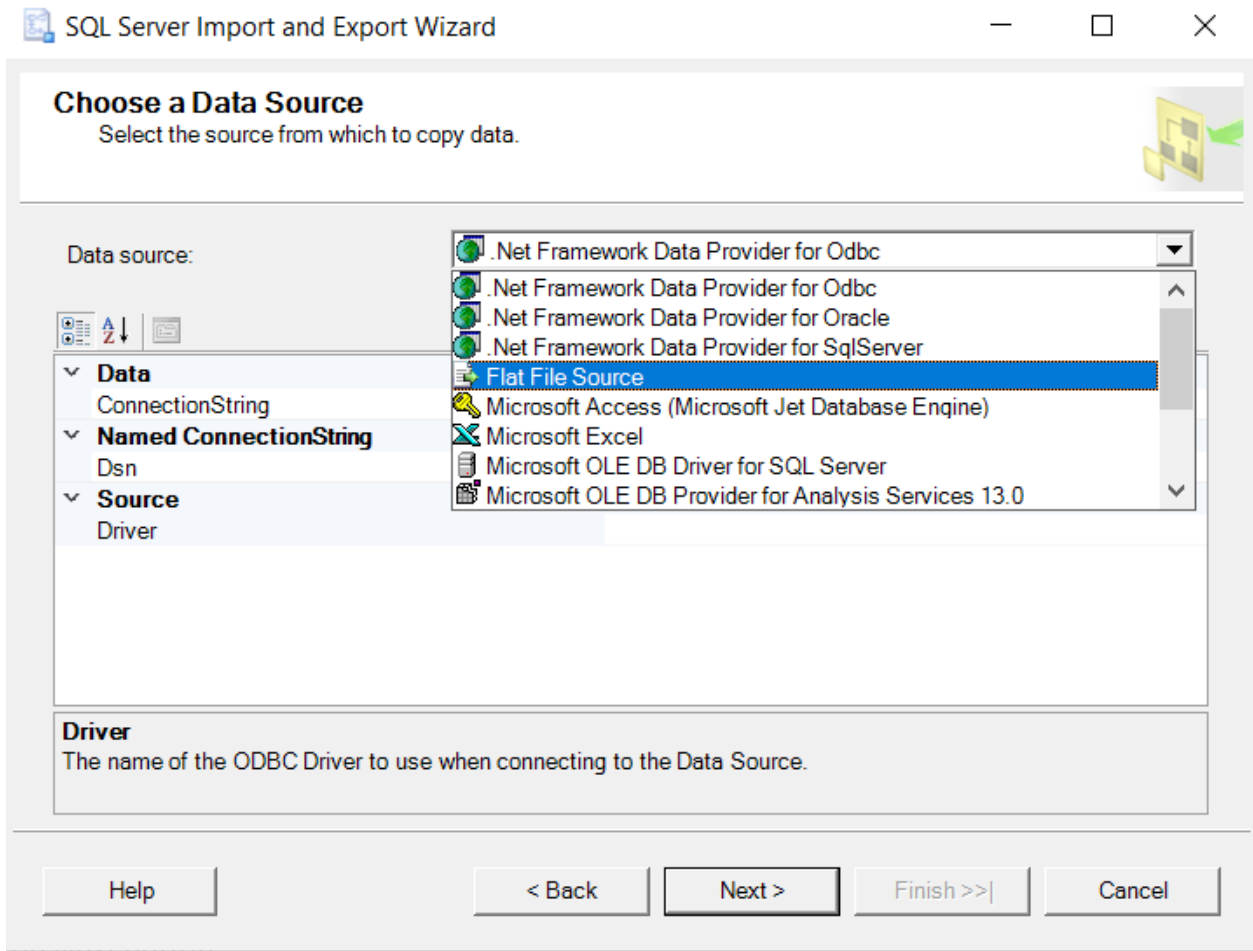 SQL Server Import and Export Wizard
Choose a Data Source
Select the source from which to copy data.
Data source:
.Net Framework Data Provider for Odbc
.Net Framework Data Provider for Odbc
.Net Framework Data Provider for Oracle
.Net Framework Data Provider for SqlServer
Flat File Source
Microsoft Access (Microsoft Jet Database Engine)
Microsoft Excel
Microsoft OLE DB Driver for SQL Server
Microsoft OLE DB Provider for Analysis Services 13.0
Data
ConnectionString
Named ConnectionString
Dsn
Source
Driver
Driver
The name of the ODBC Driver to use when connecting to the Data Source.
Help
< Back
Next >
Finish >>|
Cancel